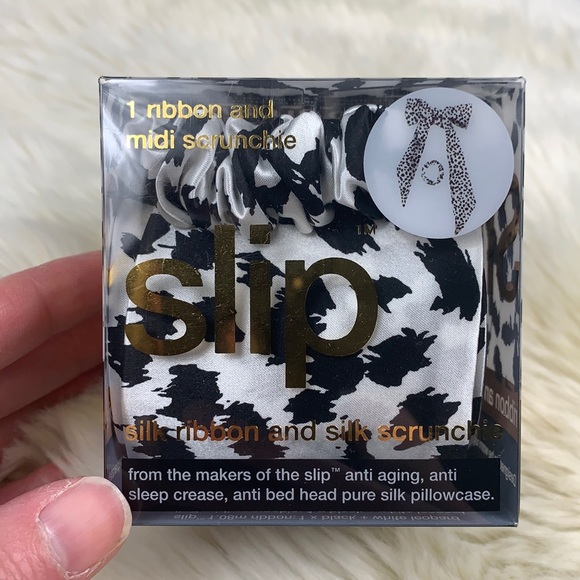 1 ribbon and
midi scrunchie
slip™
silk ribbon and silk scrunchie
from the makers of the slip™ anti aging, anti
sleep crease, anti bed head pure silk pillowcase.